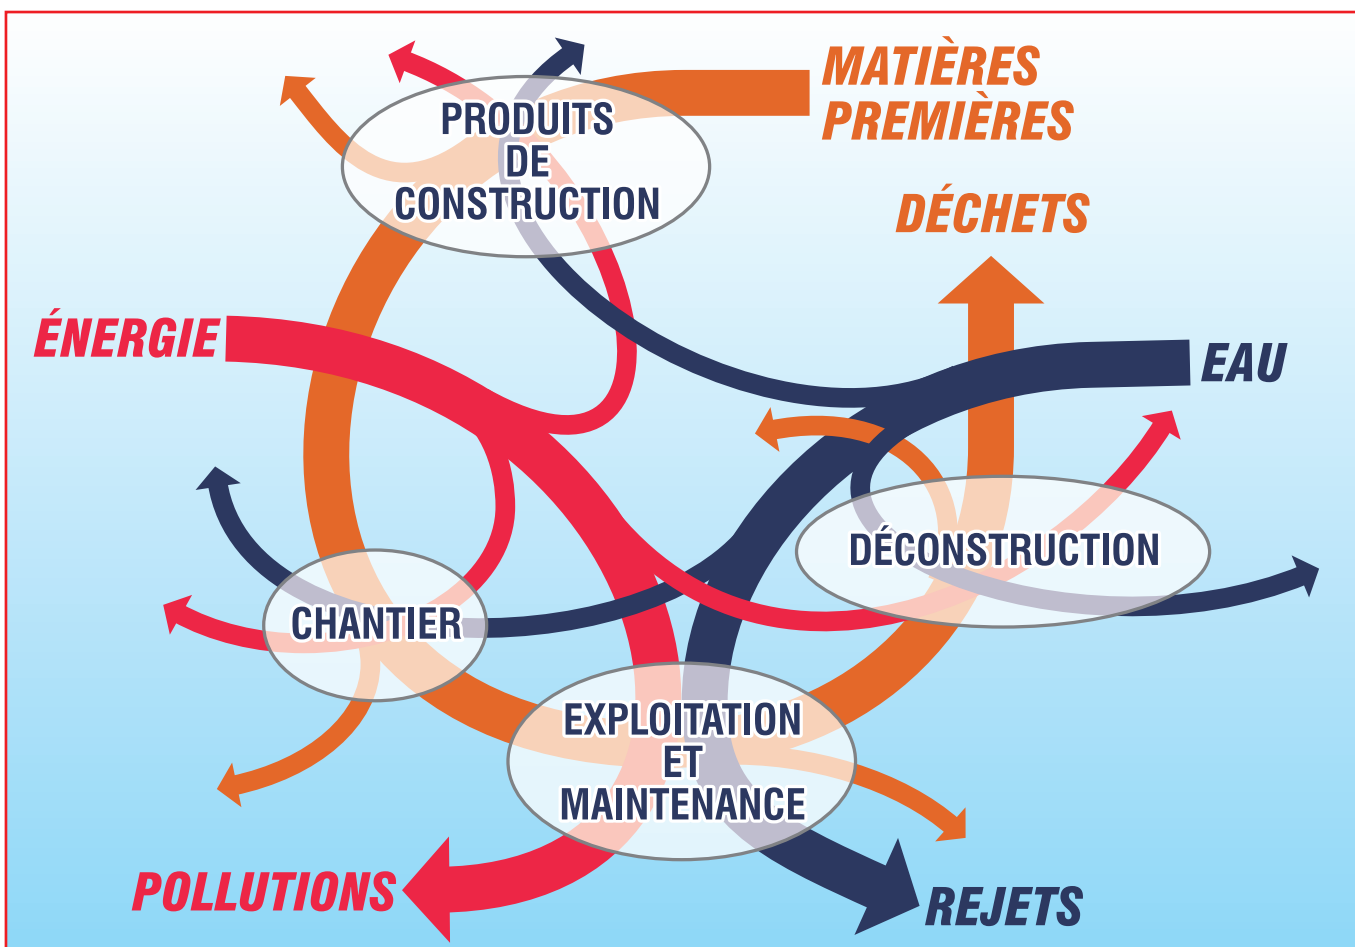 MATIÈRES
PREMIÈRES
PRODUITS
DE
CONSTRUCTION
DÉCHETS
ÉNERGIE
EAU
DÉCONSTRUCTION
CHANTIER
EXPLOITATION
ET
MAINTENANCE
POLLUTIONS
REJETS